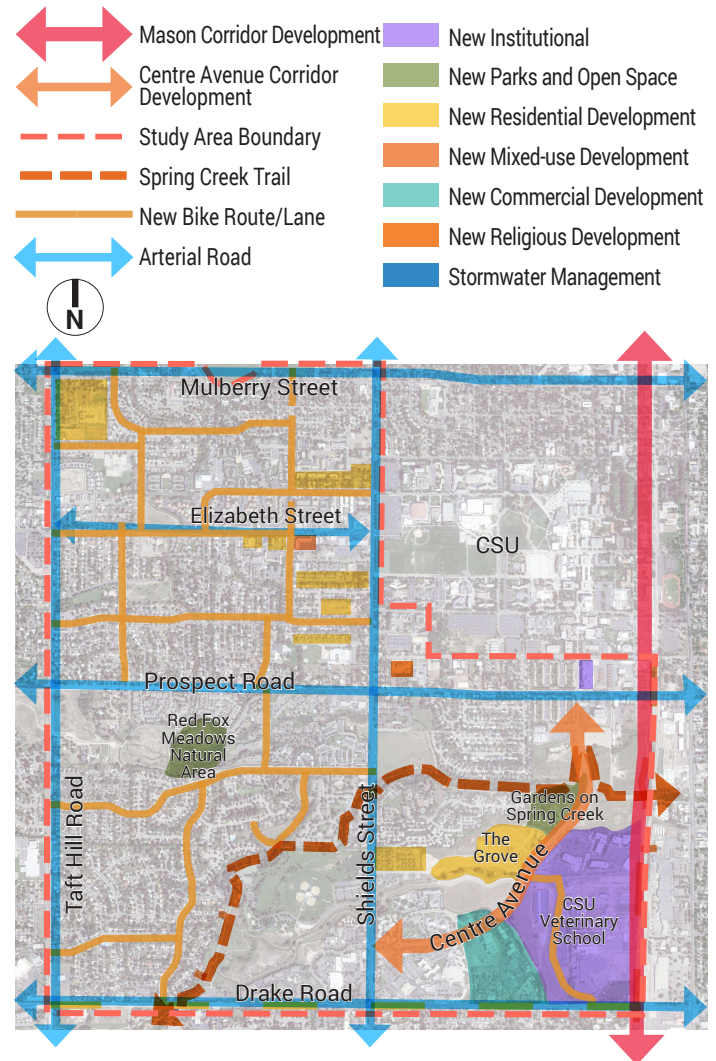 Mason Corridor Development
Centre Avenue Corridor
Development
Study Area Boundary
Spring Creek Trail
New Bike Route/Lane
Arterial Road
New Institutional
New Parks and Open Space
New Residential Development
New Mixed-use Development
New Commercial Development
New Religious Development
Stormwater Management
N
Mulberry Street
Elizabeth Street
CSU
Prospect Road
Red Fox
Meadows
Natural
Area
Taft Hill Road
Shields Street
Gardens on
Spring Creek
The
Grove
Centre Avenue
CSU
Veterinary
School
Drake Road